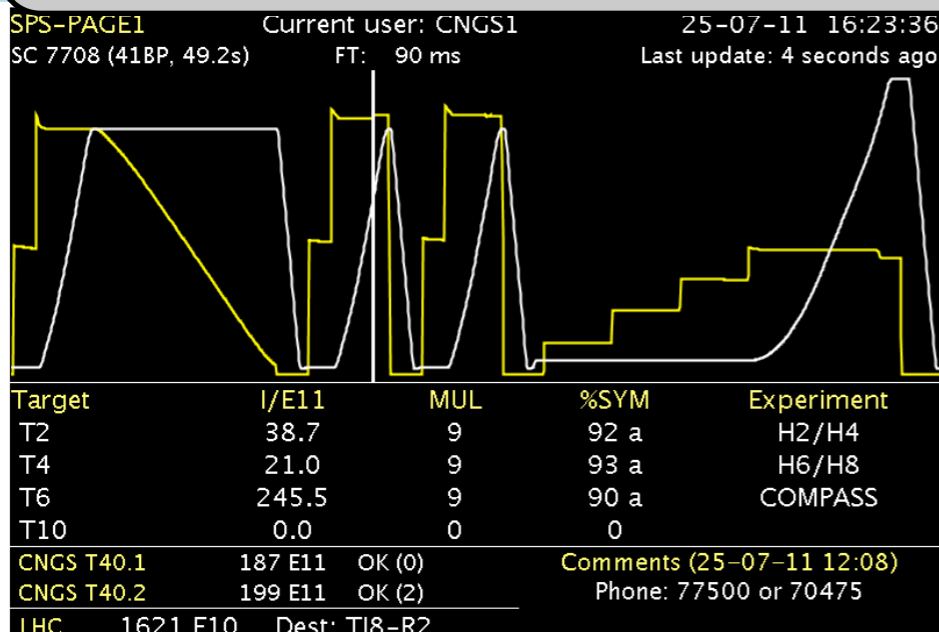 SPS-PAGE1 Current user: CNGS1 25-07-11 16:23:36
SC 7708 (41BP, 49.2s) FT: 90 ms Last update: 4 seconds ago
Target I/E11 MUL %SYM Experiment
T2 38.7 9 92 a H2/H4
T4 21.0 9 93 a H6/H8
T6 245.5 9 90 a COMPASS
T10 0.0 0 0
CNGS T40.1 187 E11 OK (0) Comments (25-07-11 12:08)
CNGS T40.2 199 E11 OK (2) Phone: 77500 or 70475
LHC 1621 E10 Dest: TI8-R2